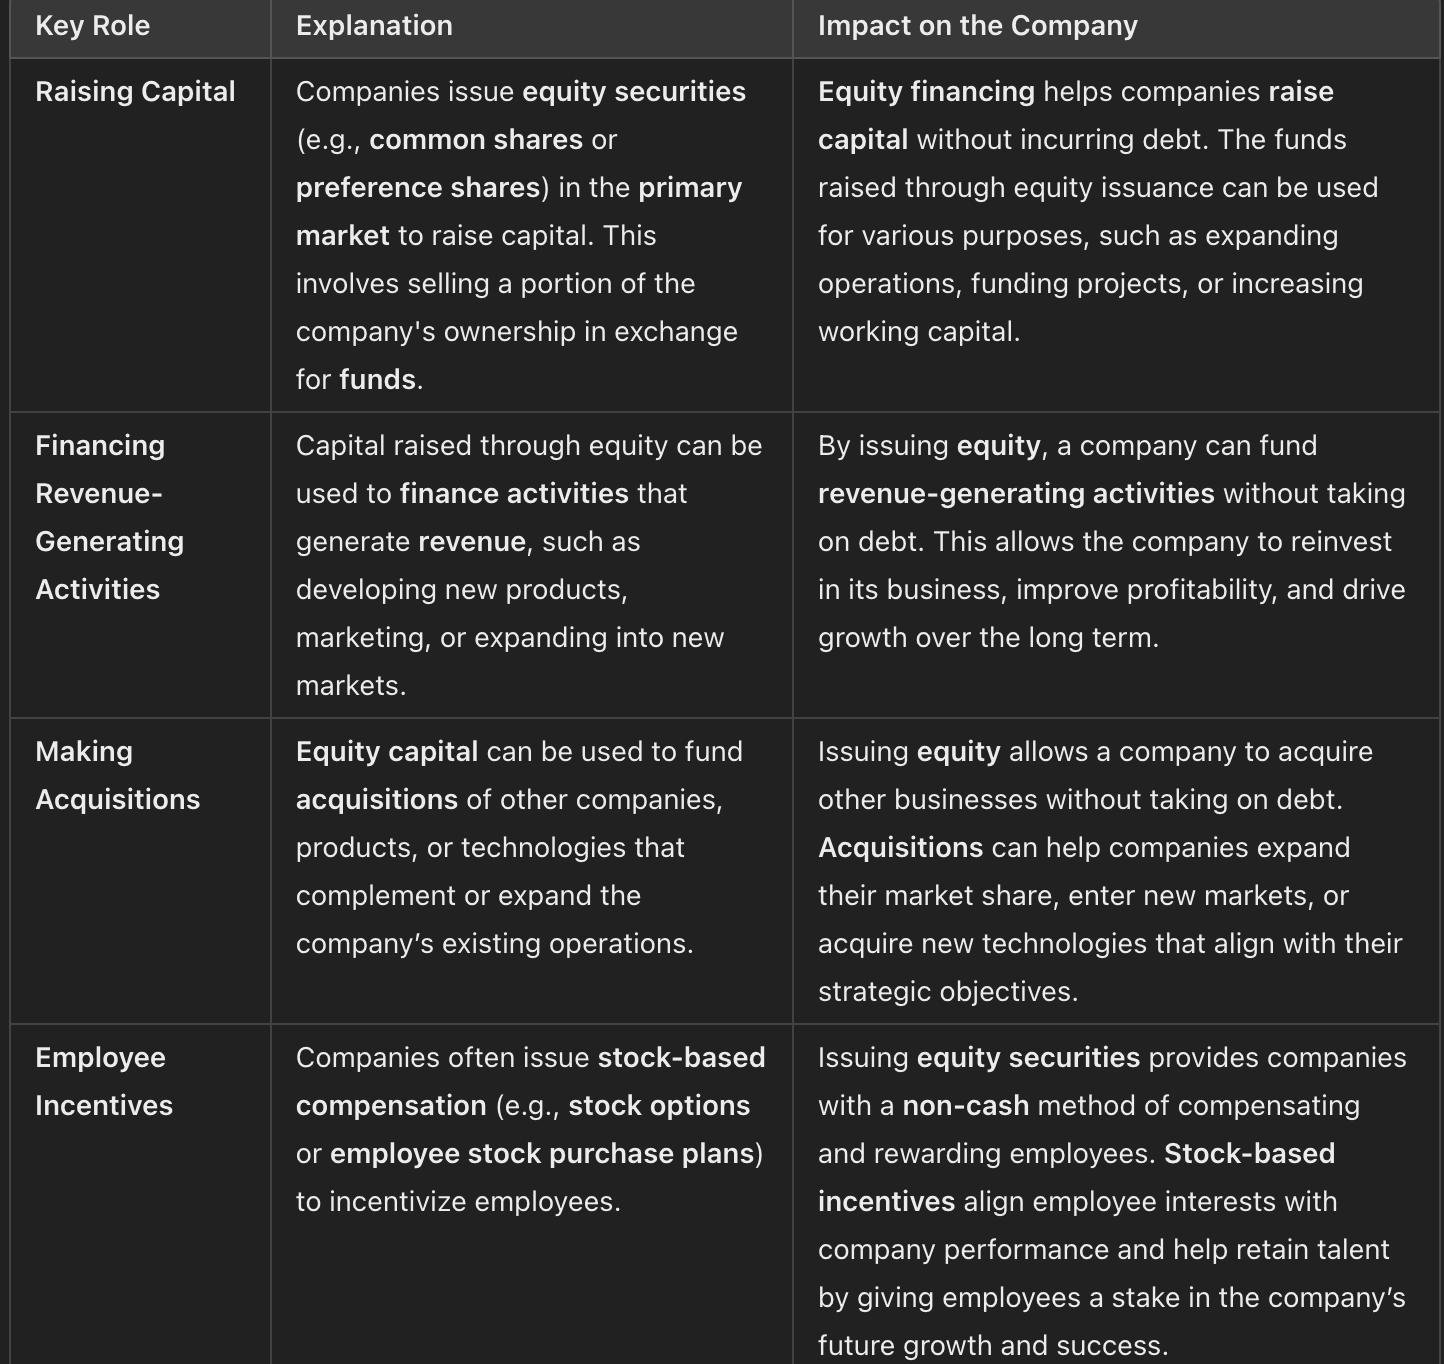 Key Role
Explanation
Impact on the Company
Raising Capital
Companies issue equity securities
(e.g., common shares or
preference shares) in the primary
market to raise capital. This
involves selling a portion of the
company's ownership in exchange
for funds.
Equity financing helps companies raise
capital without incurring debt. The funds
raised through equity issuance can be used
for various purposes, such as expanding
operations, funding projects, or increasing
working capital.
Financing
Revenue-
Generating
Activities
Capital raised through equity can be
used to finance activities that
generate revenue, such as
developing new products,
marketing, or expanding into new
markets.
By issuing equity, a company can fund
revenue-generating activities without taking
on debt. This allows the company to reinvest
in its business, improve profitability, and drive
growth over the long term.
Making
Acquisitions
Equity capital can be used to fund
acquisitions of other companies,
products, or technologies that
complement or expand the
company’s existing operations.
Issuing equity allows a company to acquire
other businesses without taking on debt.
Acquisitions can help companies expand
their market share, enter new markets, or
acquire new technologies that align with their
strategic objectives.
Employee
Incentives
Companies often issue stock-based
compensation (e.g., stock options
or employee stock purchase plans)
to incentivize employees.
Issuing equity securities provides companies
with a non-cash method of compensating
and rewarding employees. Stock-based
incentives align employee interests with
company performance and help retain talent
by giving employees a stake in the company’s
future growth and success.